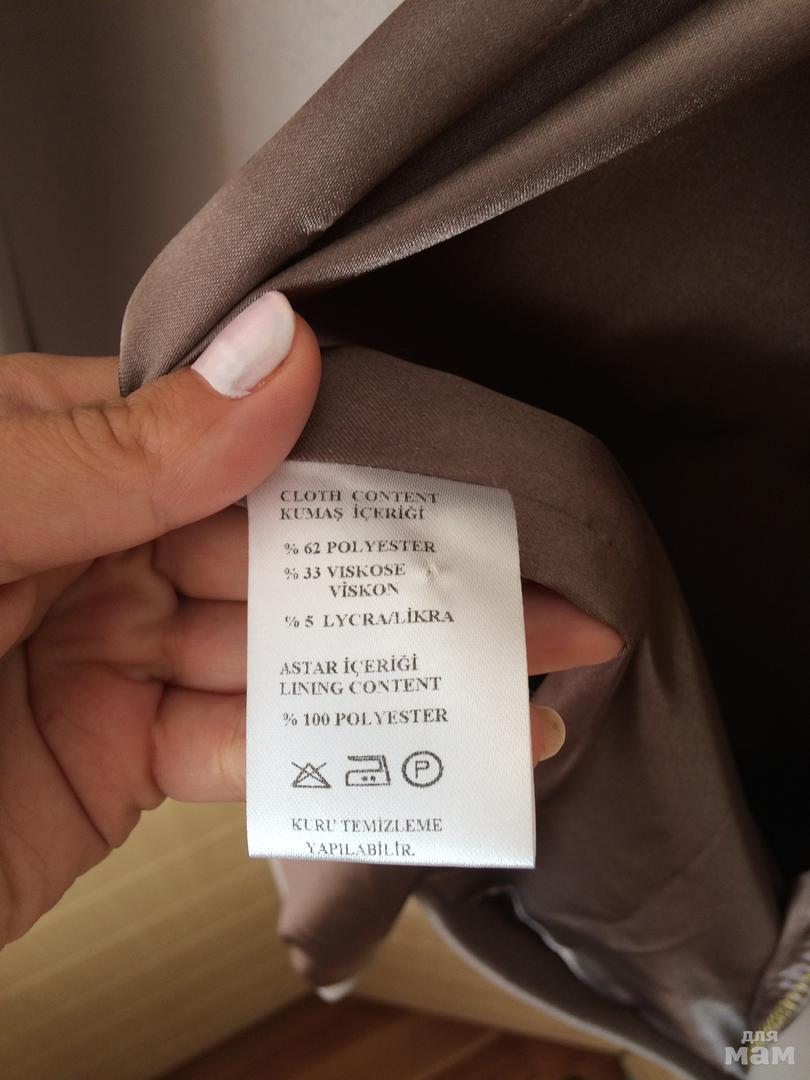 CLOTH CONTENT
KUMAŞ İÇERİĞİ
% 62 POLYESTER
% 33 VISKOSE
VİSKON
% 5 LYCRA/LİKRA
ASTAR İÇERİĞİ
LINING CONTENT
% 100 POLYESTER
P
KURU TEMİZLEME
YAPILABİLİR.
для
мам